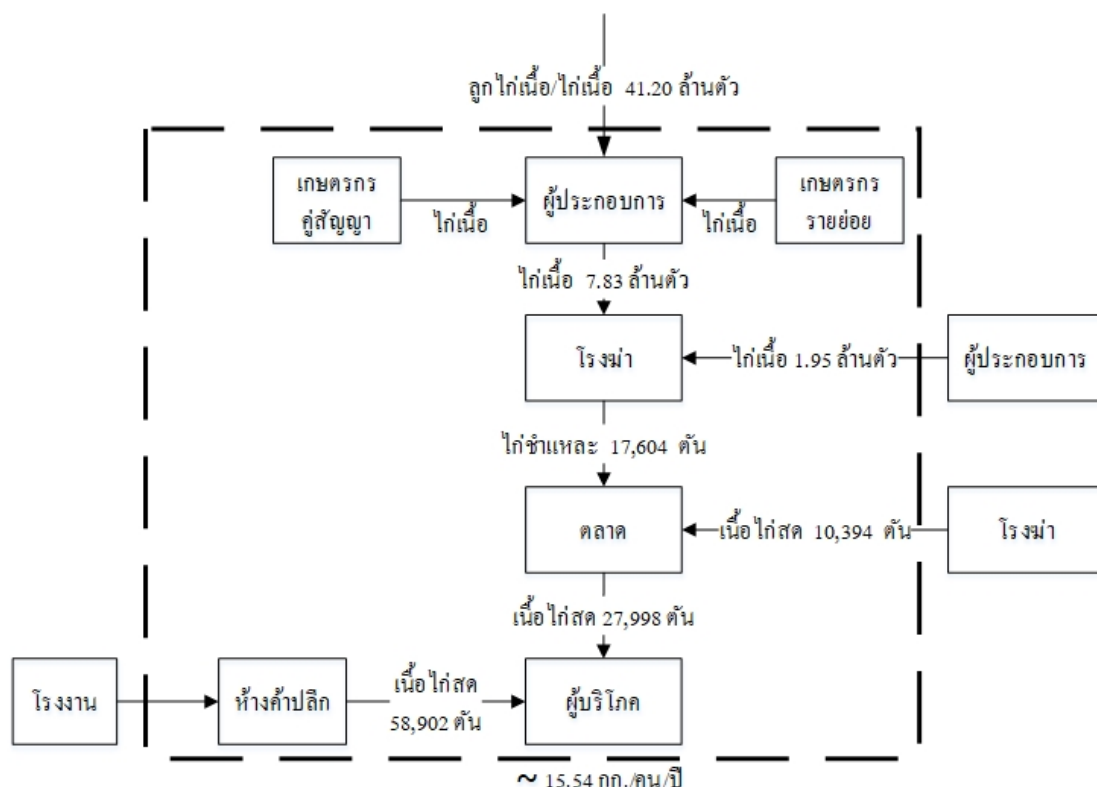 ลูกไก่เนื้อ/ไก่เนื้อ 41.20 ล้านตัว
เกษตรกร
คู่สัญญา
ไก่เนื้อ
ผู้ประกอบการ
ไก่เนื้อ
เกษตรกร
รายย่อย
ไก่เนื้อ 7.83 ล้านตัว
โรงฆ่า
ไก่เนื้อ 1.95 ล้านตัว
ผู้ประกอบการ
ไก่ชำแหละ 17,604 ตัน
ตลาด
เนื้อไก่สด 10,394 ตัน
โรงฆ่า
เนื้อไก่สด 27,998 ตัน
โรงงาน
ห้างค้าปลีก
เนื้อไก่สด
58,902 ตัน
ผู้บริโภค
~ 15.54 กก./คน/ปี